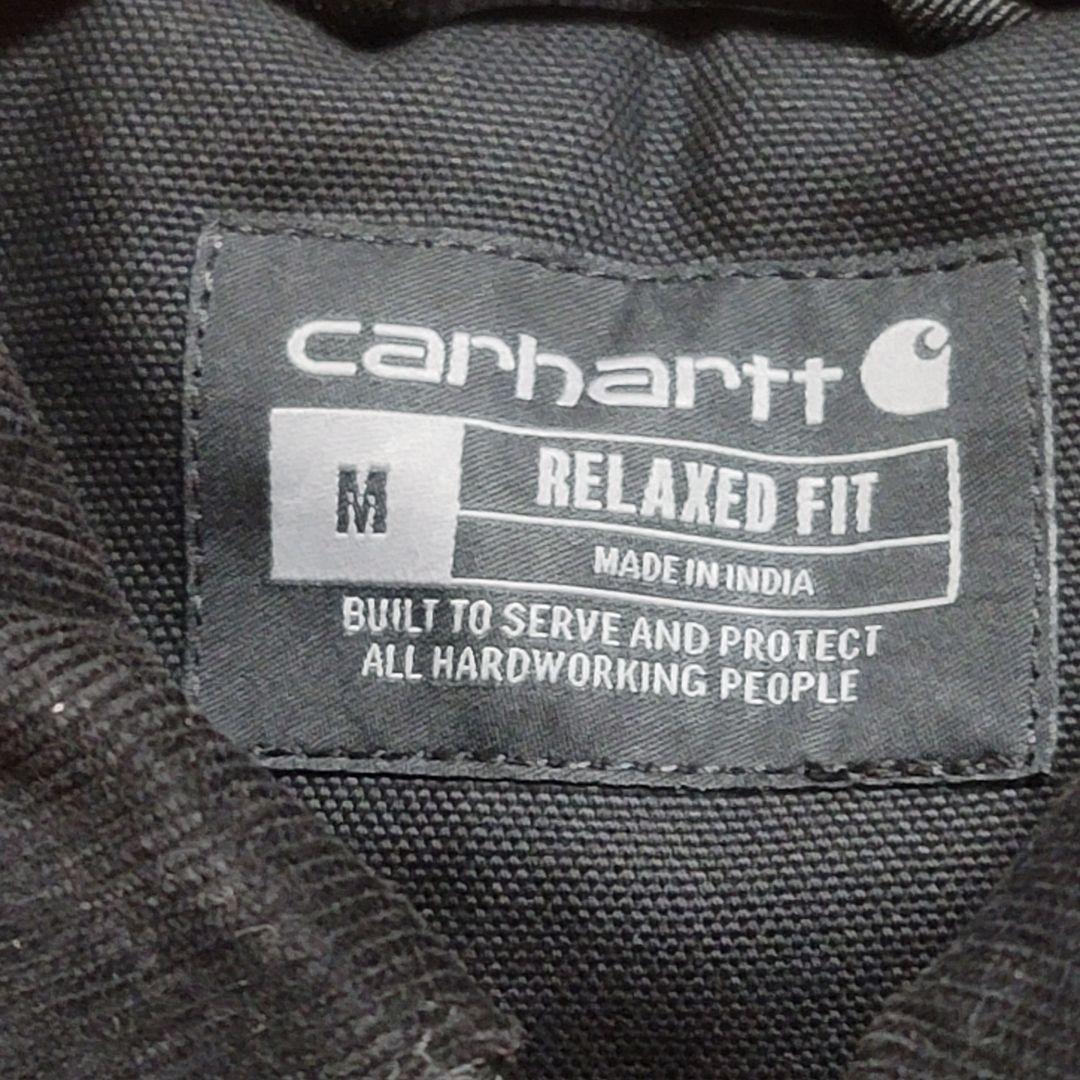 carhartt
M
RELAXED FIT
MADE IN INDIA
BUILT TO SERVE AND PROTECT
ALL HARDWORKING PEOPLE